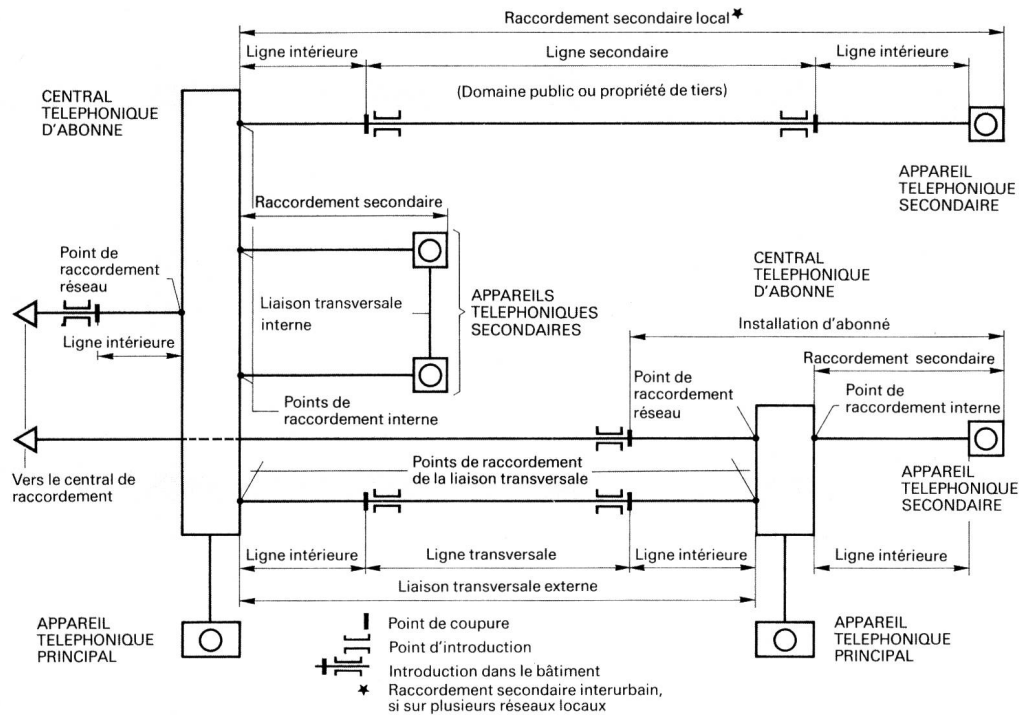 Raccordement secondaire local★
Ligne intérieure
Ligne secondaire
Ligne intérieure
(Domaine public ou propriété de tiers)
CENTRAL
TELEPHONIQUE
D'ABONNE
APPAREIL
TELEPHONIQUE
SECONDAIRE
Raccordement secondaire
Point de
raccordement
réseau
Liaison transversale
interne
APPAREILS
TELEPHONIQUES
SECONDAIRES
CENTRAL
TELEPHONIQUE
D'ABONNE
Installation d'abonné
Ligne intérieure
Raccordement secondaire
Point de
raccordement
réseau
Point de
raccordement interne
Points de
raccordement interne
Vers le central de
raccordement
Points de raccordement
de la liaison transversale
APPAREIL
TELEPHONIQUE
SECONDAIRE
Ligne intérieure
Ligne transversale
Ligne intérieure
Ligne intérieure
Liaison transversale externe
APPAREIL
TELEPHONIQUE
PRINCIPAL
APPAREIL
TELEPHONIQUE
PRINCIPAL
Point de coupure
Point d'introduction
Introduction dans le bâtiment
★ Raccordement secondaire interurbain,
si sur plusieurs réseaux locaux